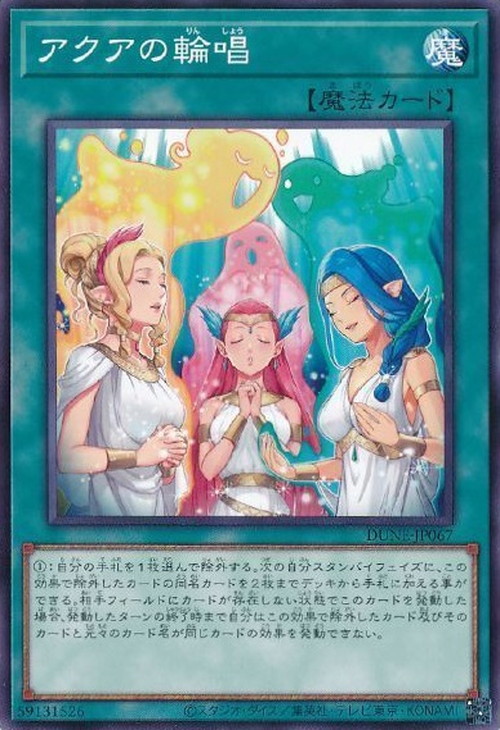 アクアの輪唱
魔
【魔法カード】
DUNE-JP067
①:自分の手札を1枚選んで除外する。次の自分スタンバイフェイズに、この
効果で除外したカードの同名カードを2枚までデッキから手札に加える事が
できる。相手フィールドにカードが存在しない状態でこのカードを発動した
場合、発動したターンの終了時まで自分はこの効果で除外したカード及びその
カードと元々のカード名が同じカードの効果を発動できない。
59131526
©スタジオ・ダイス/集英社・テレビ東京・KONAMI